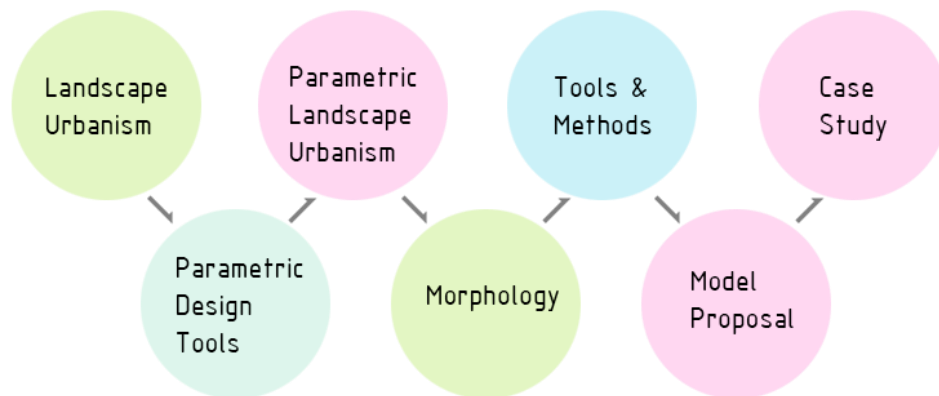 Landscape
Urbanism
Parametric
Design
Tools
Parametric
Landscape
Urbanism
Morphology
Tools &
Methods
Model
Proposal
Case
Study